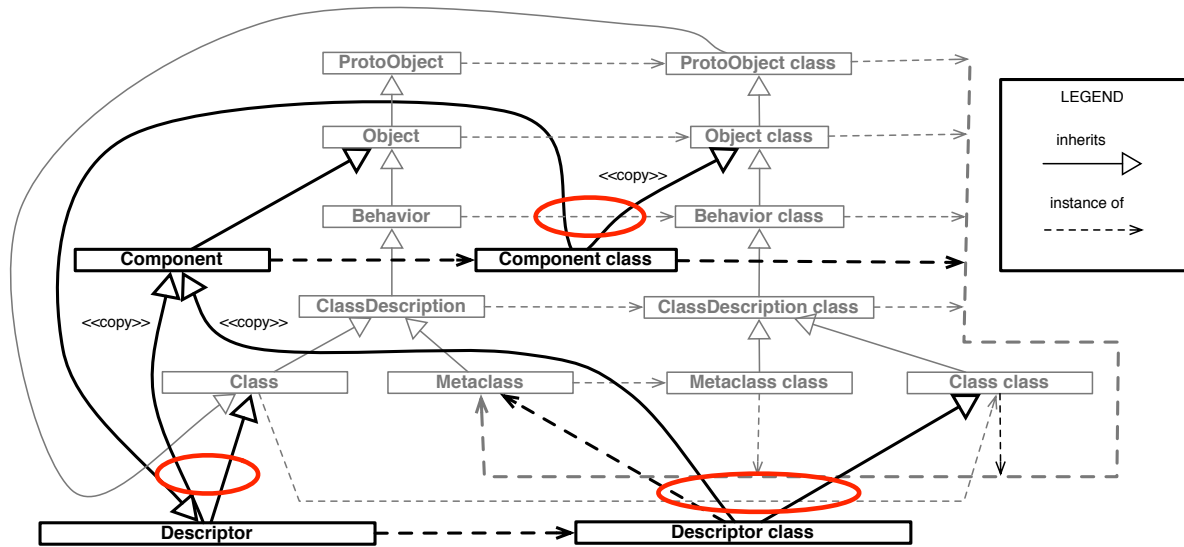 ProtoObject
ProtoObject class
LEGEND
Object
Object class
inherits
<<copy>>
instance of
Behavior
Behavior class
Component
Component class
ClassDescription
ClassDescription class
<<copy>>
<<copy>>
Class
Metaclass
Metaclass class
Class class
Descriptor
Descriptor class